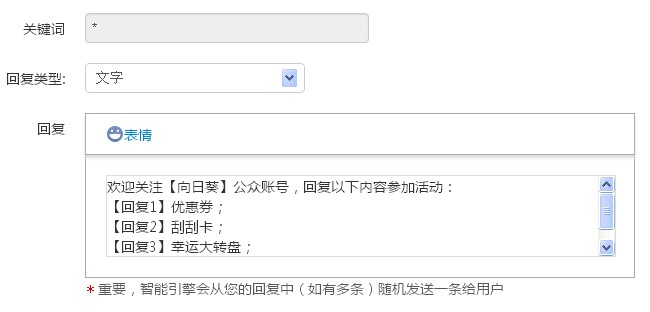 关键词 *
回复类型: 文字
回复
表情
欢迎关注【向日葵】公众账号，回复以下内容参加活动：
【回复1】优惠券；
【回复2】刮刮卡；
【回复3】幸运大转盘；
* 重要，智能引擎会从您的回复中（如有多条）随机发送一条给用户